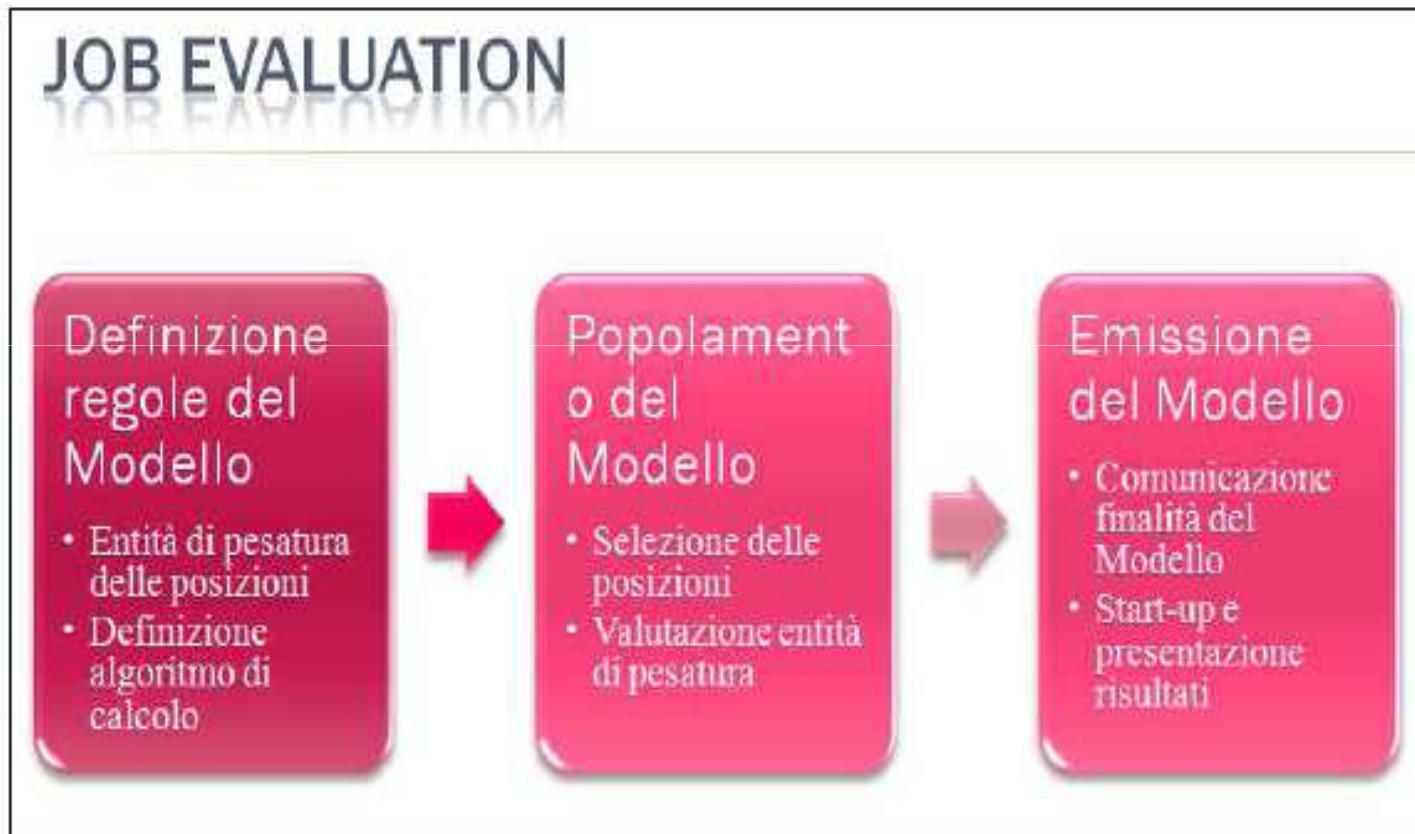 JOB EVALUATION
Definizione
regole del
Modello
• Entità di pesatura
delle posizioni
• Definizione
algoritmo di
calcolo
Popolament
o del
Modello
• Selezione delle
posizioni
• Valutazione entità
di pesatura
Emissione
del Modello
• Comunicazione
finalità del
Modello
• Start-up e
presentazione
risultati